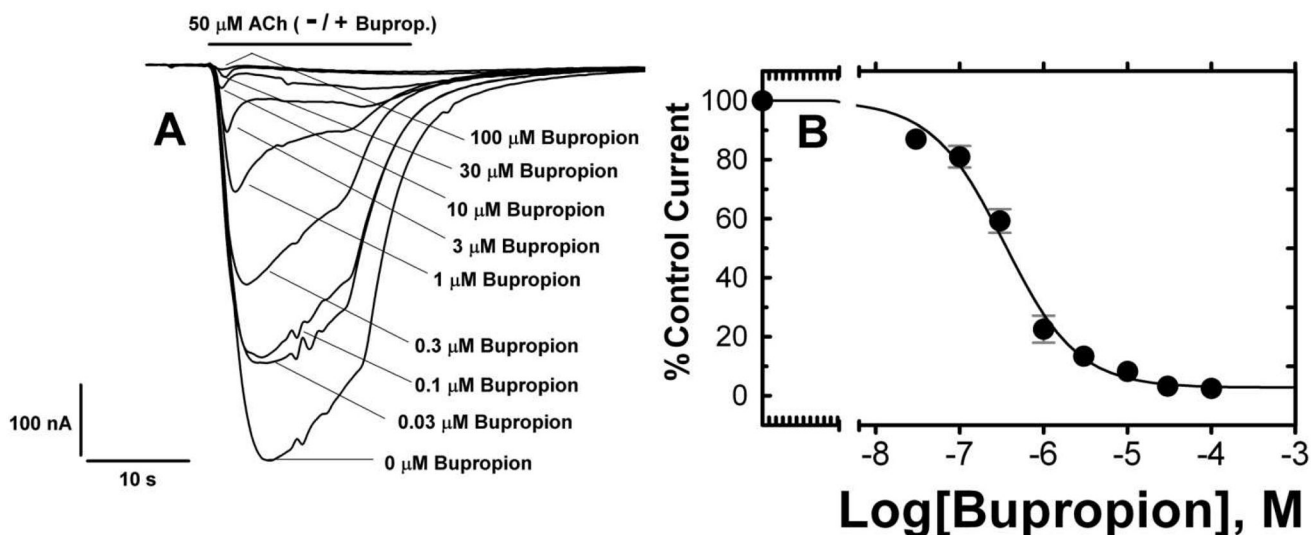 50 μM ACh ( - / + Buprop.)
A
100 μM Bupropion
30 μM Bupropion
10 μM Bupropion
3 μM Bupropion
1 μM Bupropion
0.3 μM Bupropion
0.1 μM Bupropion
0.03 μM Bupropion
0 μM Bupropion
100 nA
10 s
B
% Control Current
100
80
60
40
20
0
-8 -7 -6 -5 -4 -3
Log[Bupropion], M